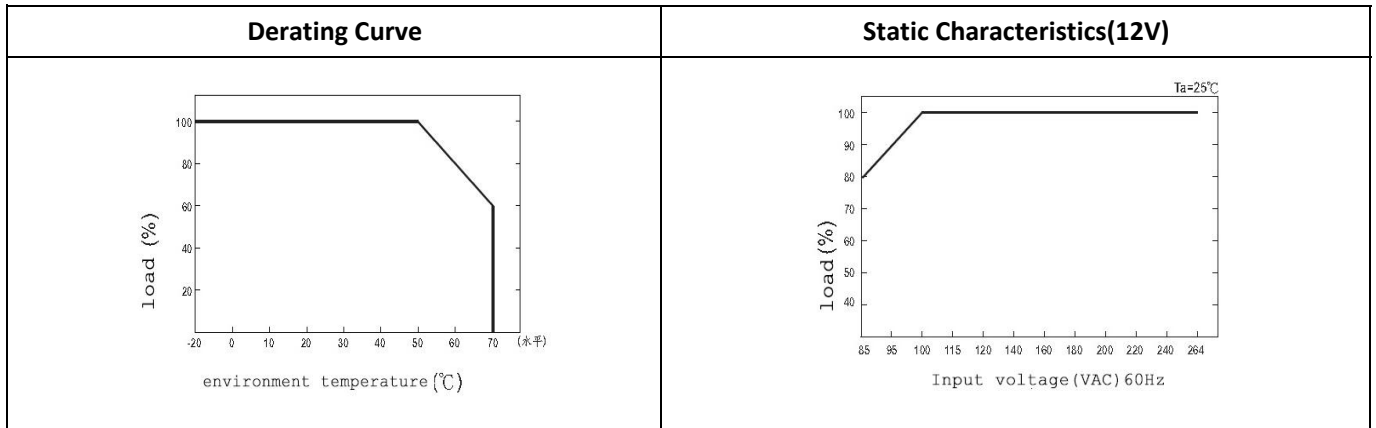 Derating Curve
Static Characteristics(12V)
100
80
60
40
20
load (%)
-20 0 10 20 30 40 50 60 70 (水平)
environment temperature(℃)
Ta=25℃
100
90
80
70
60
50
40
load(%)
85 95 100 115 120 140 160 180 200 220 240 264
Input voltage(VAC)60Hz